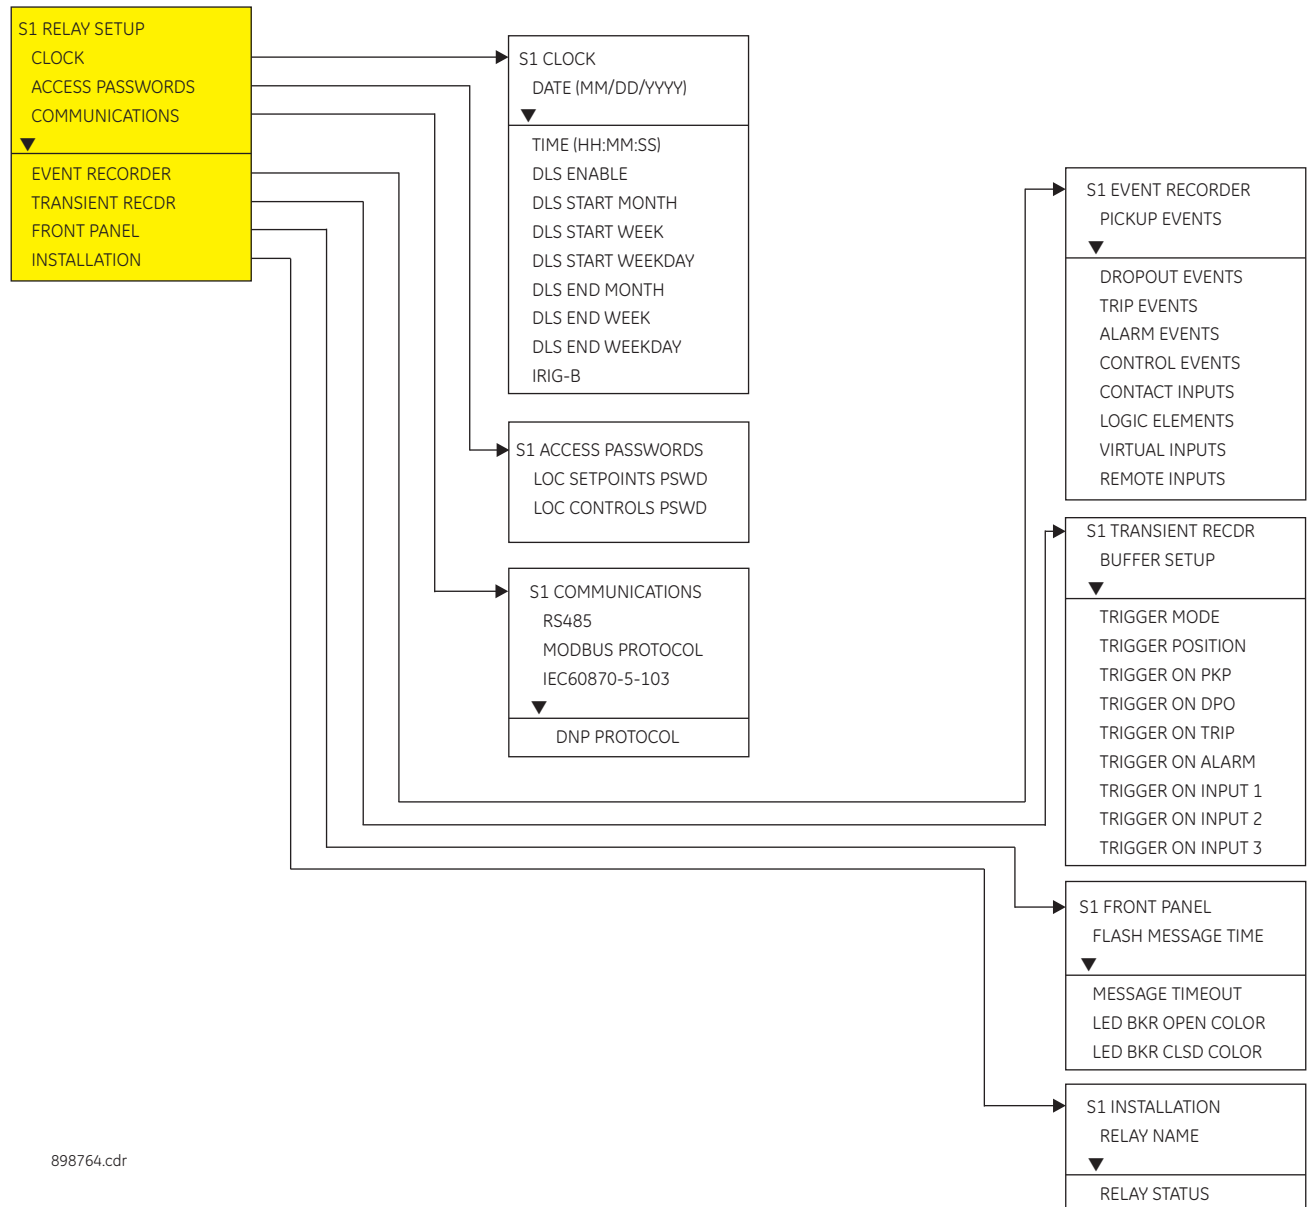 S1 RELAY SETUP
CLOCK
ACCESS PASSWORDS
COMMUNICATIONS
EVENT RECORDER
TRANSIENT RECDR
FRONT PANEL
INSTALLATION
S1 CLOCK
DATE (MM/DD/YYYY)
TIME (HH:MM:SS)
DLS ENABLE
DLS START MONTH
DLS START WEEK
DLS START WEEKDAY
DLS END MONTH
DLS END WEEK
DLS END WEEKDAY
IRIG-B
S1 ACCESS PASSWORDS
LOC SETPOINTS PSWD
LOC CONTROLS PSWD
S1 COMMUNICATIONS
RS485
MODBUS PROTOCOL
IEC60870-5-103
DNP PROTOCOL
S1 EVENT RECORDER
PICKUP EVENTS
DROPOUT EVENTS
TRIP EVENTS
ALARM EVENTS
CONTROL EVENTS
CONTACT INPUTS
LOGIC ELEMENTS
VIRTUAL INPUTS
REMOTE INPUTS
S1 TRANSIENT RECDR
BUFFER SETUP
TRIGGER MODE
TRIGGER POSITION
TRIGGER ON PKP
TRIGGER ON DPO
TRIGGER ON TRIP
TRIGGER ON ALARM
TRIGGER ON INPUT 1
TRIGGER ON INPUT 2
TRIGGER ON INPUT 3
S1 FRONT PANEL
FLASH MESSAGE TIME
MESSAGE TIMEOUT
LED BKR OPEN COLOR
LED BKR CLSD COLOR
S1 INSTALLATION
RELAY NAME
RELAY STATUS
898764.cdr